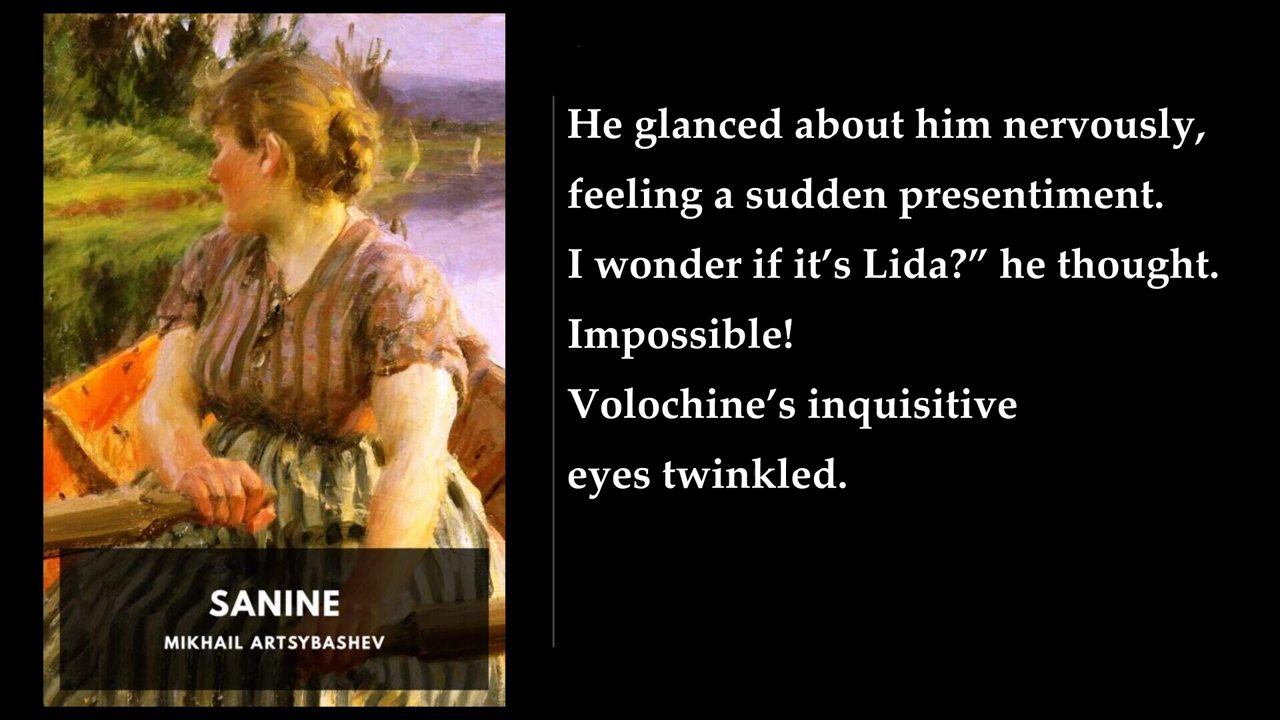 He glanced about him nervously,
feeling a sudden presentiment.
I wonder if it’s Lida?” he thought.
Impossible!
Volochine’s inquisitive
eyes twinkled.
SANINE
MIKHAIL ARTSYBASHEV